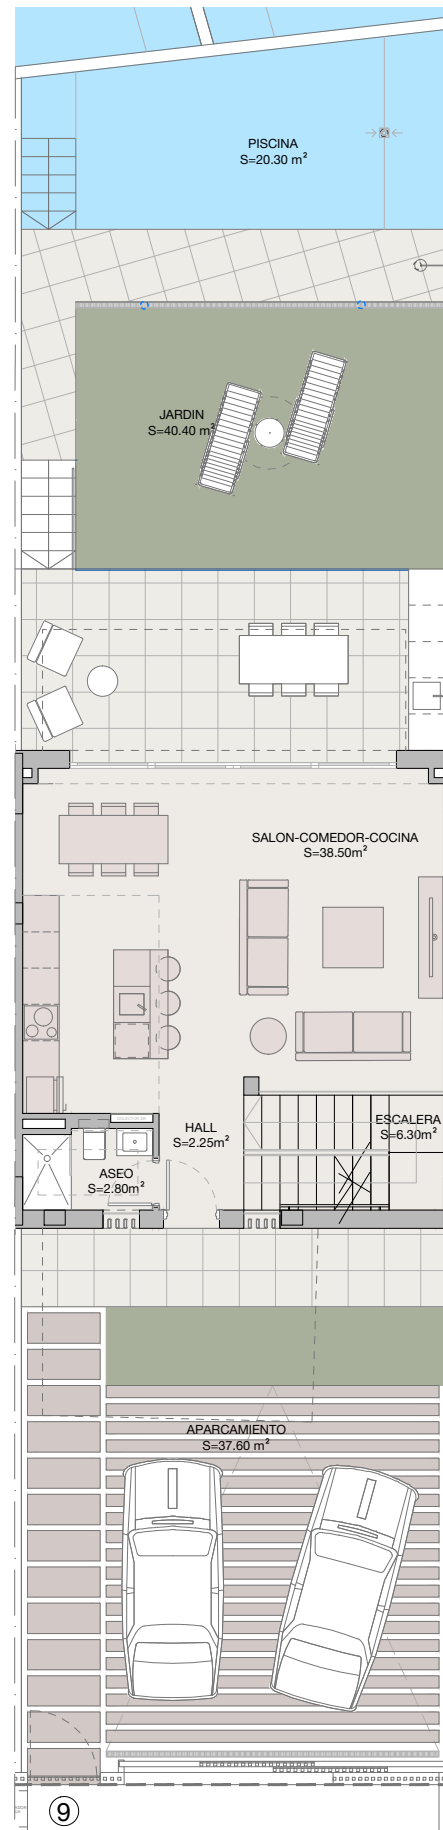 PISCINA
S=20.30 m²
JARDIN
S=40.40 m²
SALON-COMEDOR-COCINA
S=38.50m²
HALL
S=2.25m²
ESCALERA
S=6.30m²
ASEO
S=2.80m²
APARCAMIENTO
S=37.60 m²
9